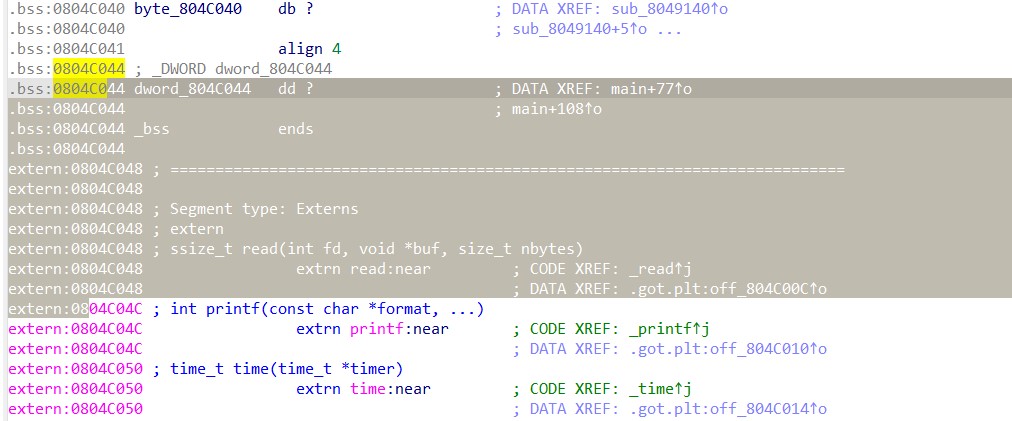 .bss:0804C040 byte_804C040    db ?                    ; DATA XREF: sub_8049140↑o
.bss:0804C040                                         ; sub_8049140+5↑o ...
.bss:0804C041                 align 4
.bss:0804C044 ; _DWORD dword_804C044
.bss:0804C044 dword_804C044   dd ?                    ; DATA XREF: main+77↑o
.bss:0804C044                                         ; main+108↑o
.bss:0804C044 _bss            ends
.bss:0804C044
extern:0804C048 ; ===========================================================================
extern:0804C048
extern:0804C048 ; Segment type: Externs
extern:0804C048 ; extern
extern:0804C048 ; ssize_t read(int fd, void *buf, size_t nbytes)
extern:0804C048                 extrn read:near         ; CODE XREF: _read↑j
extern:0804C048                                         ; DATA XREF: .got.plt:off_804C00C↑o
extern:0804C04C ; int printf(const char *format, ...)
extern:0804C04C                 extrn printf:near       ; CODE XREF: _printf↑j
extern:0804C04C                                         ; DATA XREF: .got.plt:off_804C010↑o
extern:0804C050 ; time_t time(time_t *timer)
extern:0804C050                 extrn time:near         ; CODE XREF: _time↑j
extern:0804C050                                         ; DATA XREF: .got.plt:off_804C014↑o